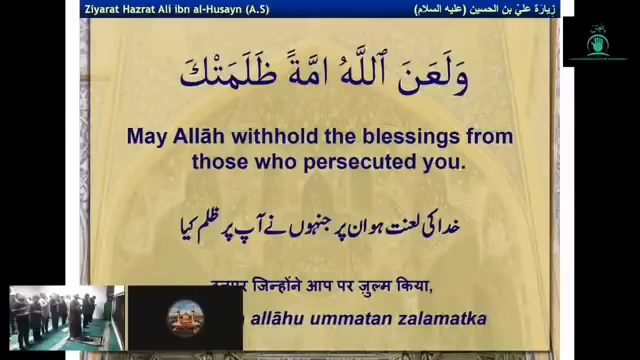 Ziyarat Hazrat Ali ibn al-Husayn (A.S)
زيارة عليّ بن الحسين (عليه السلام)
وَلَعَنَ ٱللَّهُ امَّةً ظَلَمَتْكَ
May Allāh withhold the blessings from
those who persecuted you.
خدا کی لعنت ہو ان پر جنہوں نے آپ پر ظلم کیا
जिन्होंने आप पर ज़ुल्म किया,
allāhu ummatan zalamatka